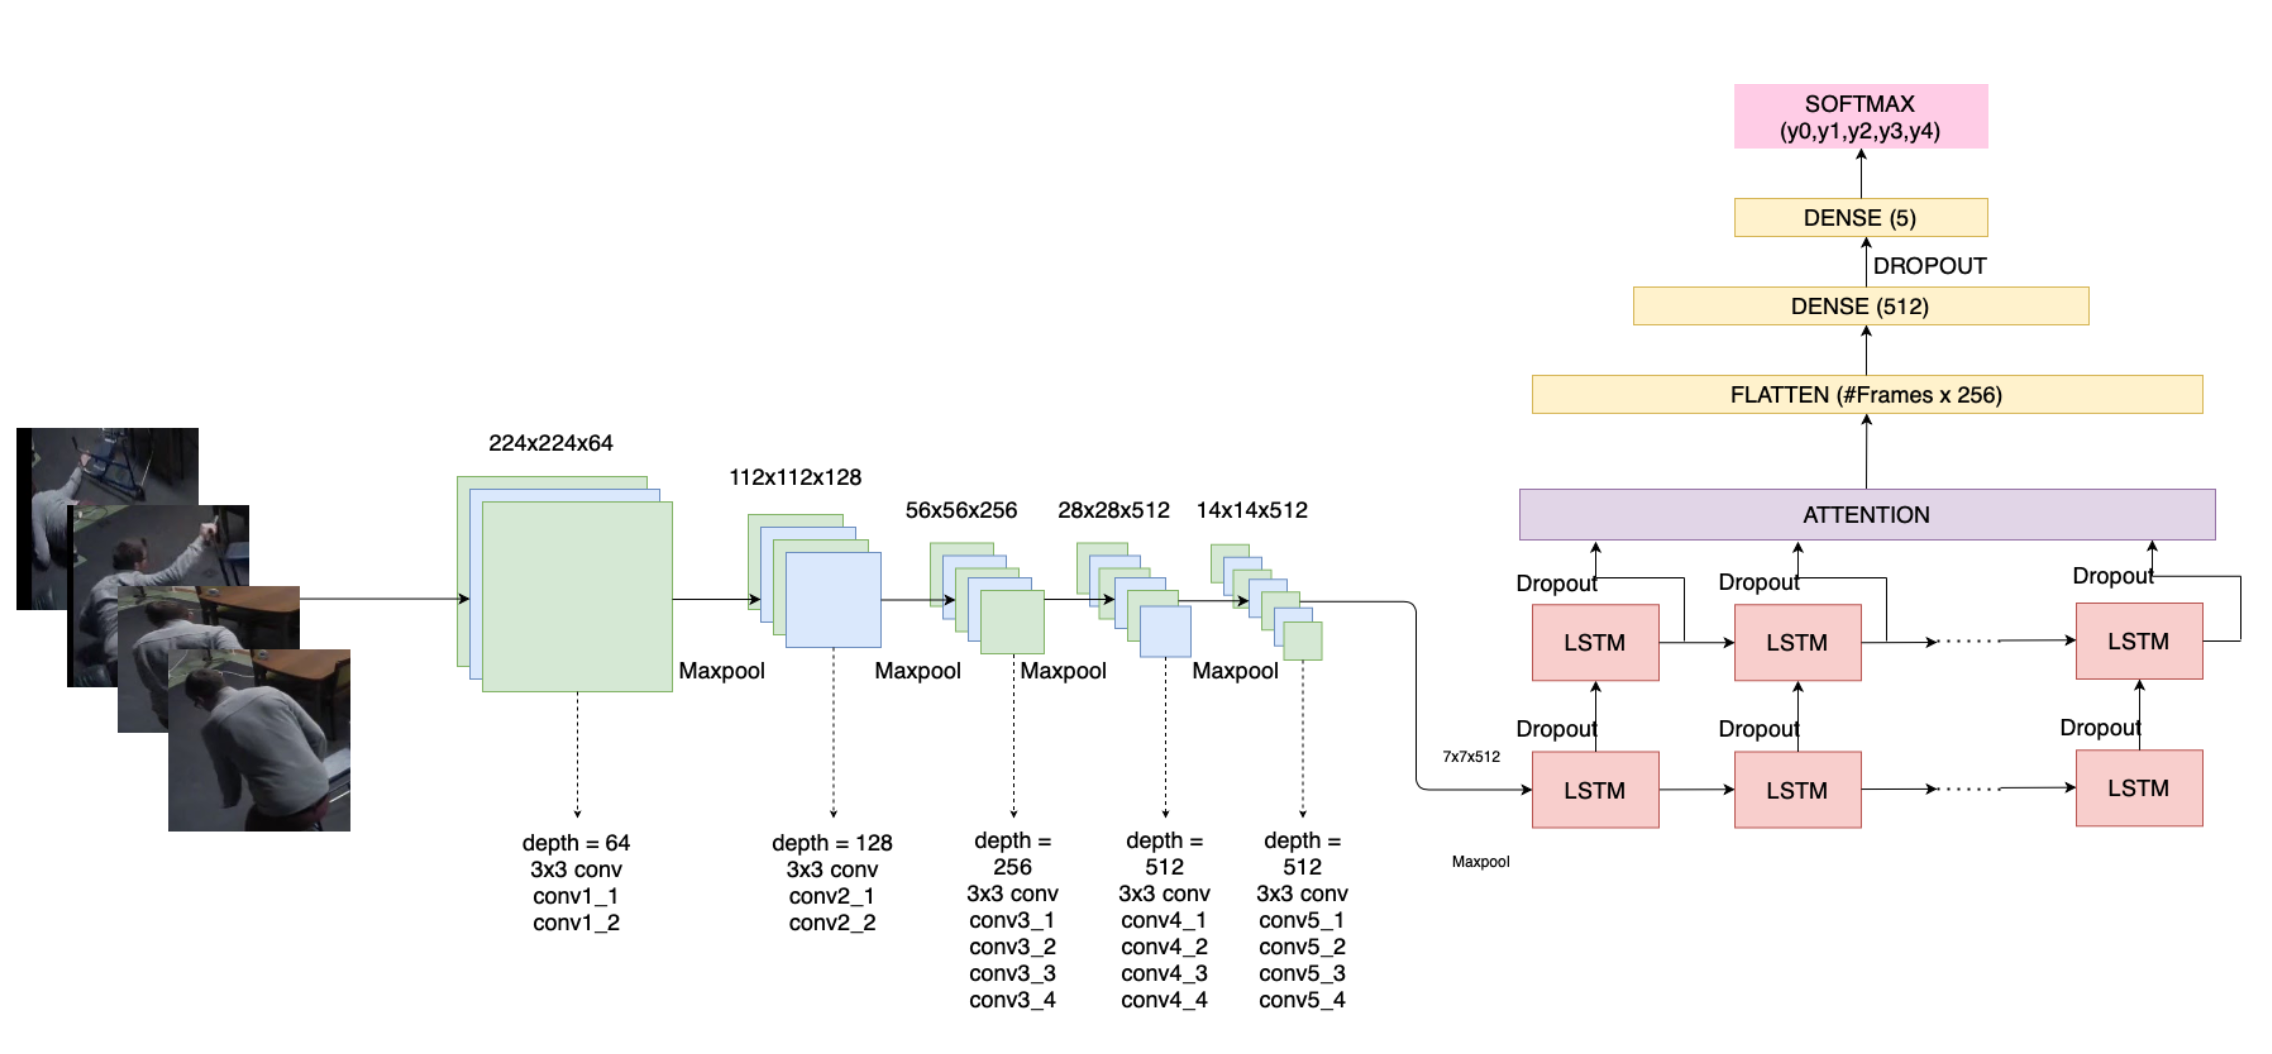 SOFTMAX
(y0,y1,y2,y3,y4)
DENSE (5)
DROPOUT
DENSE (512)
FLATTEN (#Frames x 256)
ATTENTION
Dropout
Dropout
Dropout
LSTM
LSTM
LSTM
Dropout
Dropout
Dropout
LSTM
LSTM
LSTM
224x224x64
112x112x128
56x56x256
28x28x512
14x14x512
Maxpool
Maxpool
Maxpool
Maxpool
7x7x512
Maxpool
depth = 64
3x3 conv
conv1_1
conv1_2
depth = 128
3x3 conv
conv2_1
conv2_2
depth =
256
3x3 conv
conv3_1
conv3_2
conv3_3
conv3_4
depth =
512
3x3 conv
conv4_1
conv4_2
conv4_3
conv4_4
depth =
512
3x3 conv
conv5_1
conv5_2
conv5_3
conv5_4